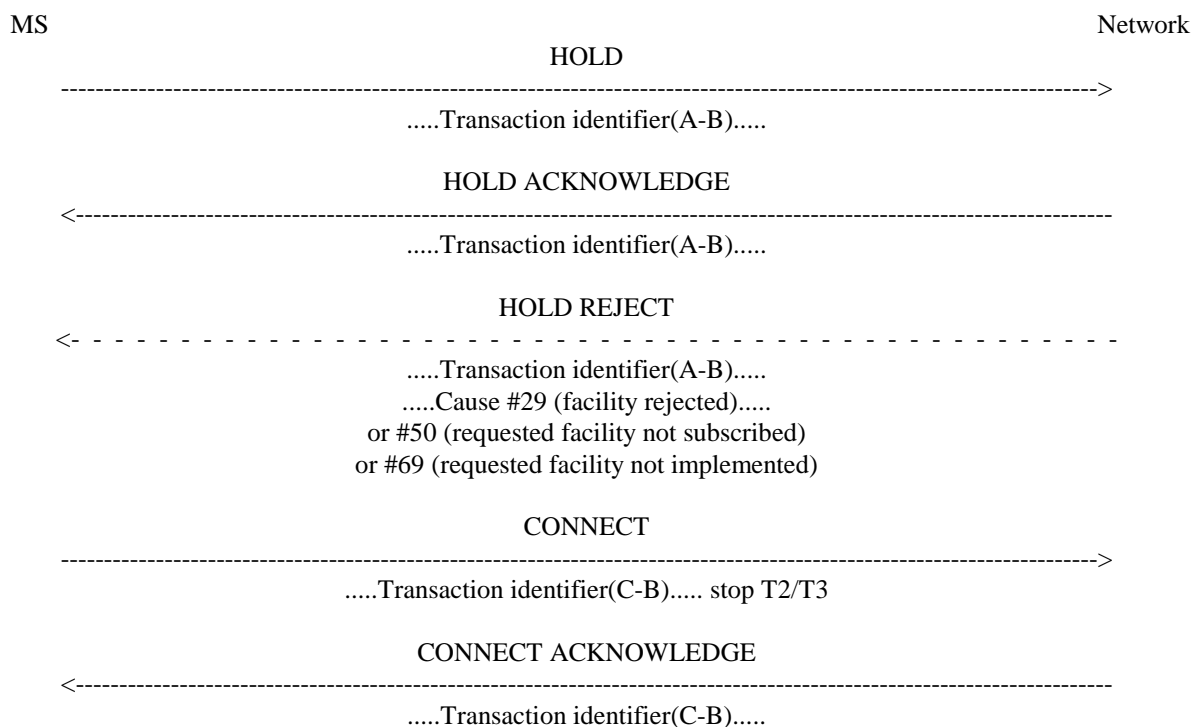 MS Network
HOLD
------------------------------------------------------------------------------------------------------------------------>
.....Transaction identifier(A-B).....
HOLD ACKNOWLEDGE
<------------------------------------------------------------------------------------------------------------------------
.....Transaction identifier(A-B).....
HOLD REJECT
<- - - - - - - - - - - - - - - - - - - - - - - - - - - - - - - - - - - - - - - - - - - - - - - -
.....Transaction identifier(A-B).....
.....Cause #29 (facility rejected).....
or #50 (requested facility not subscribed)
or #69 (requested facility not implemented)
CONNECT
------------------------------------------------------------------------------------------------------------------------>
.....Transaction identifier(C-B)..... stop T2/T3
CONNECT ACKNOWLEDGE
<------------------------------------------------------------------------------------------------------------------------
.....Transaction identifier(C-B).....